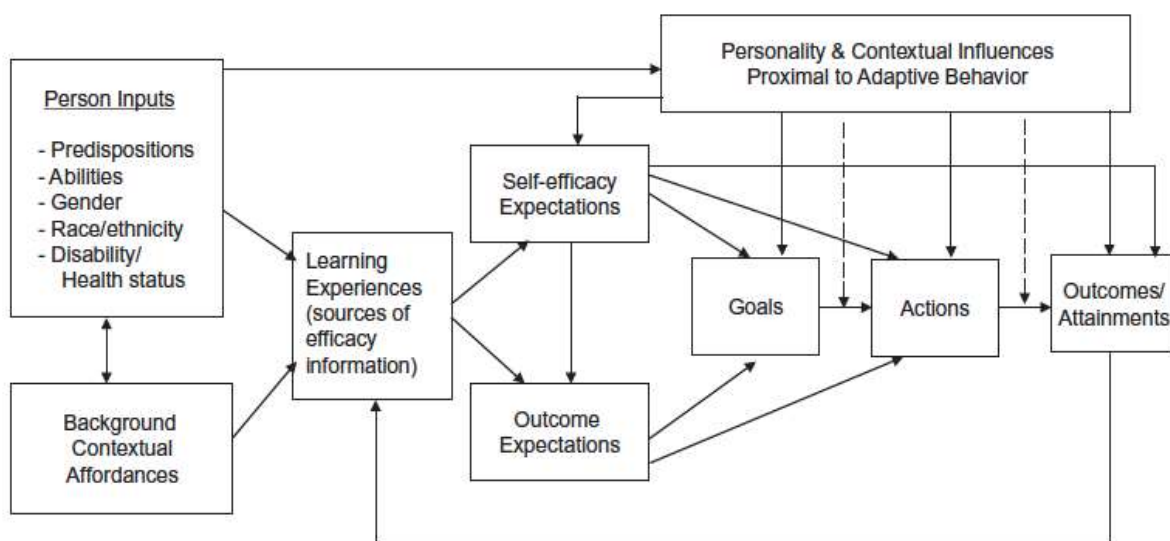 Person Inputs
- Predispositions
- Abilities
- Gender
- Race/ethnicity
- Disability/
Health status
Background
Contextual
Affordances
Learning
Experiences
(sources of
efficacy
information)
Personality & Contextual Influences
Proximal to Adaptive Behavior
Self-efficacy
Expectations
Outcome
Expectations
Goals
Actions
Outcomes/
Attainments